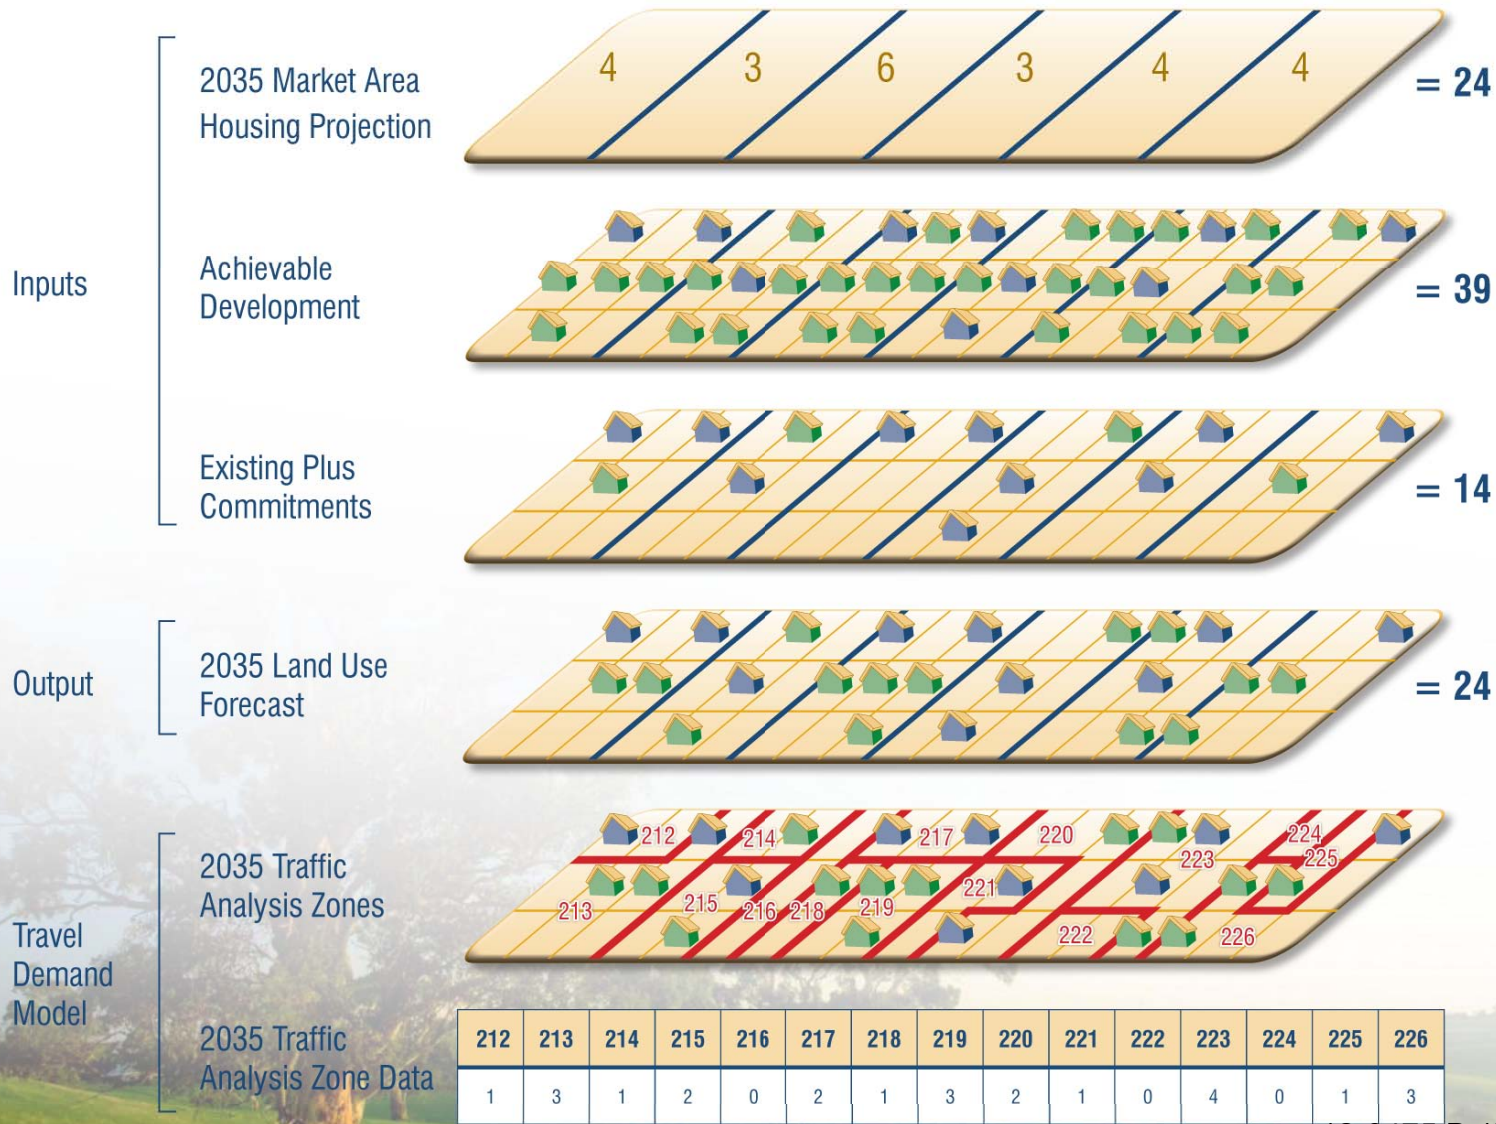 2035 Market Area
Housing Projection
4 3 6 3 4 4
= 24
Inputs
Achievable
Development
= 39
Existing Plus
Commitments
= 14
Output
2035 Land Use
Forecast
= 24
Travel
Demand
Model
2035 Traffic
Analysis Zones
212 214 217 220 224
223 225
213 215 216 218 219 221
222 226
2035 Traffic
Analysis Zone Data
212 213 214 215 216 217 218 219 220 221 222 223 224 225 226
1 3 1 2 0 2 1 3 2 1 0 4 0 1 3